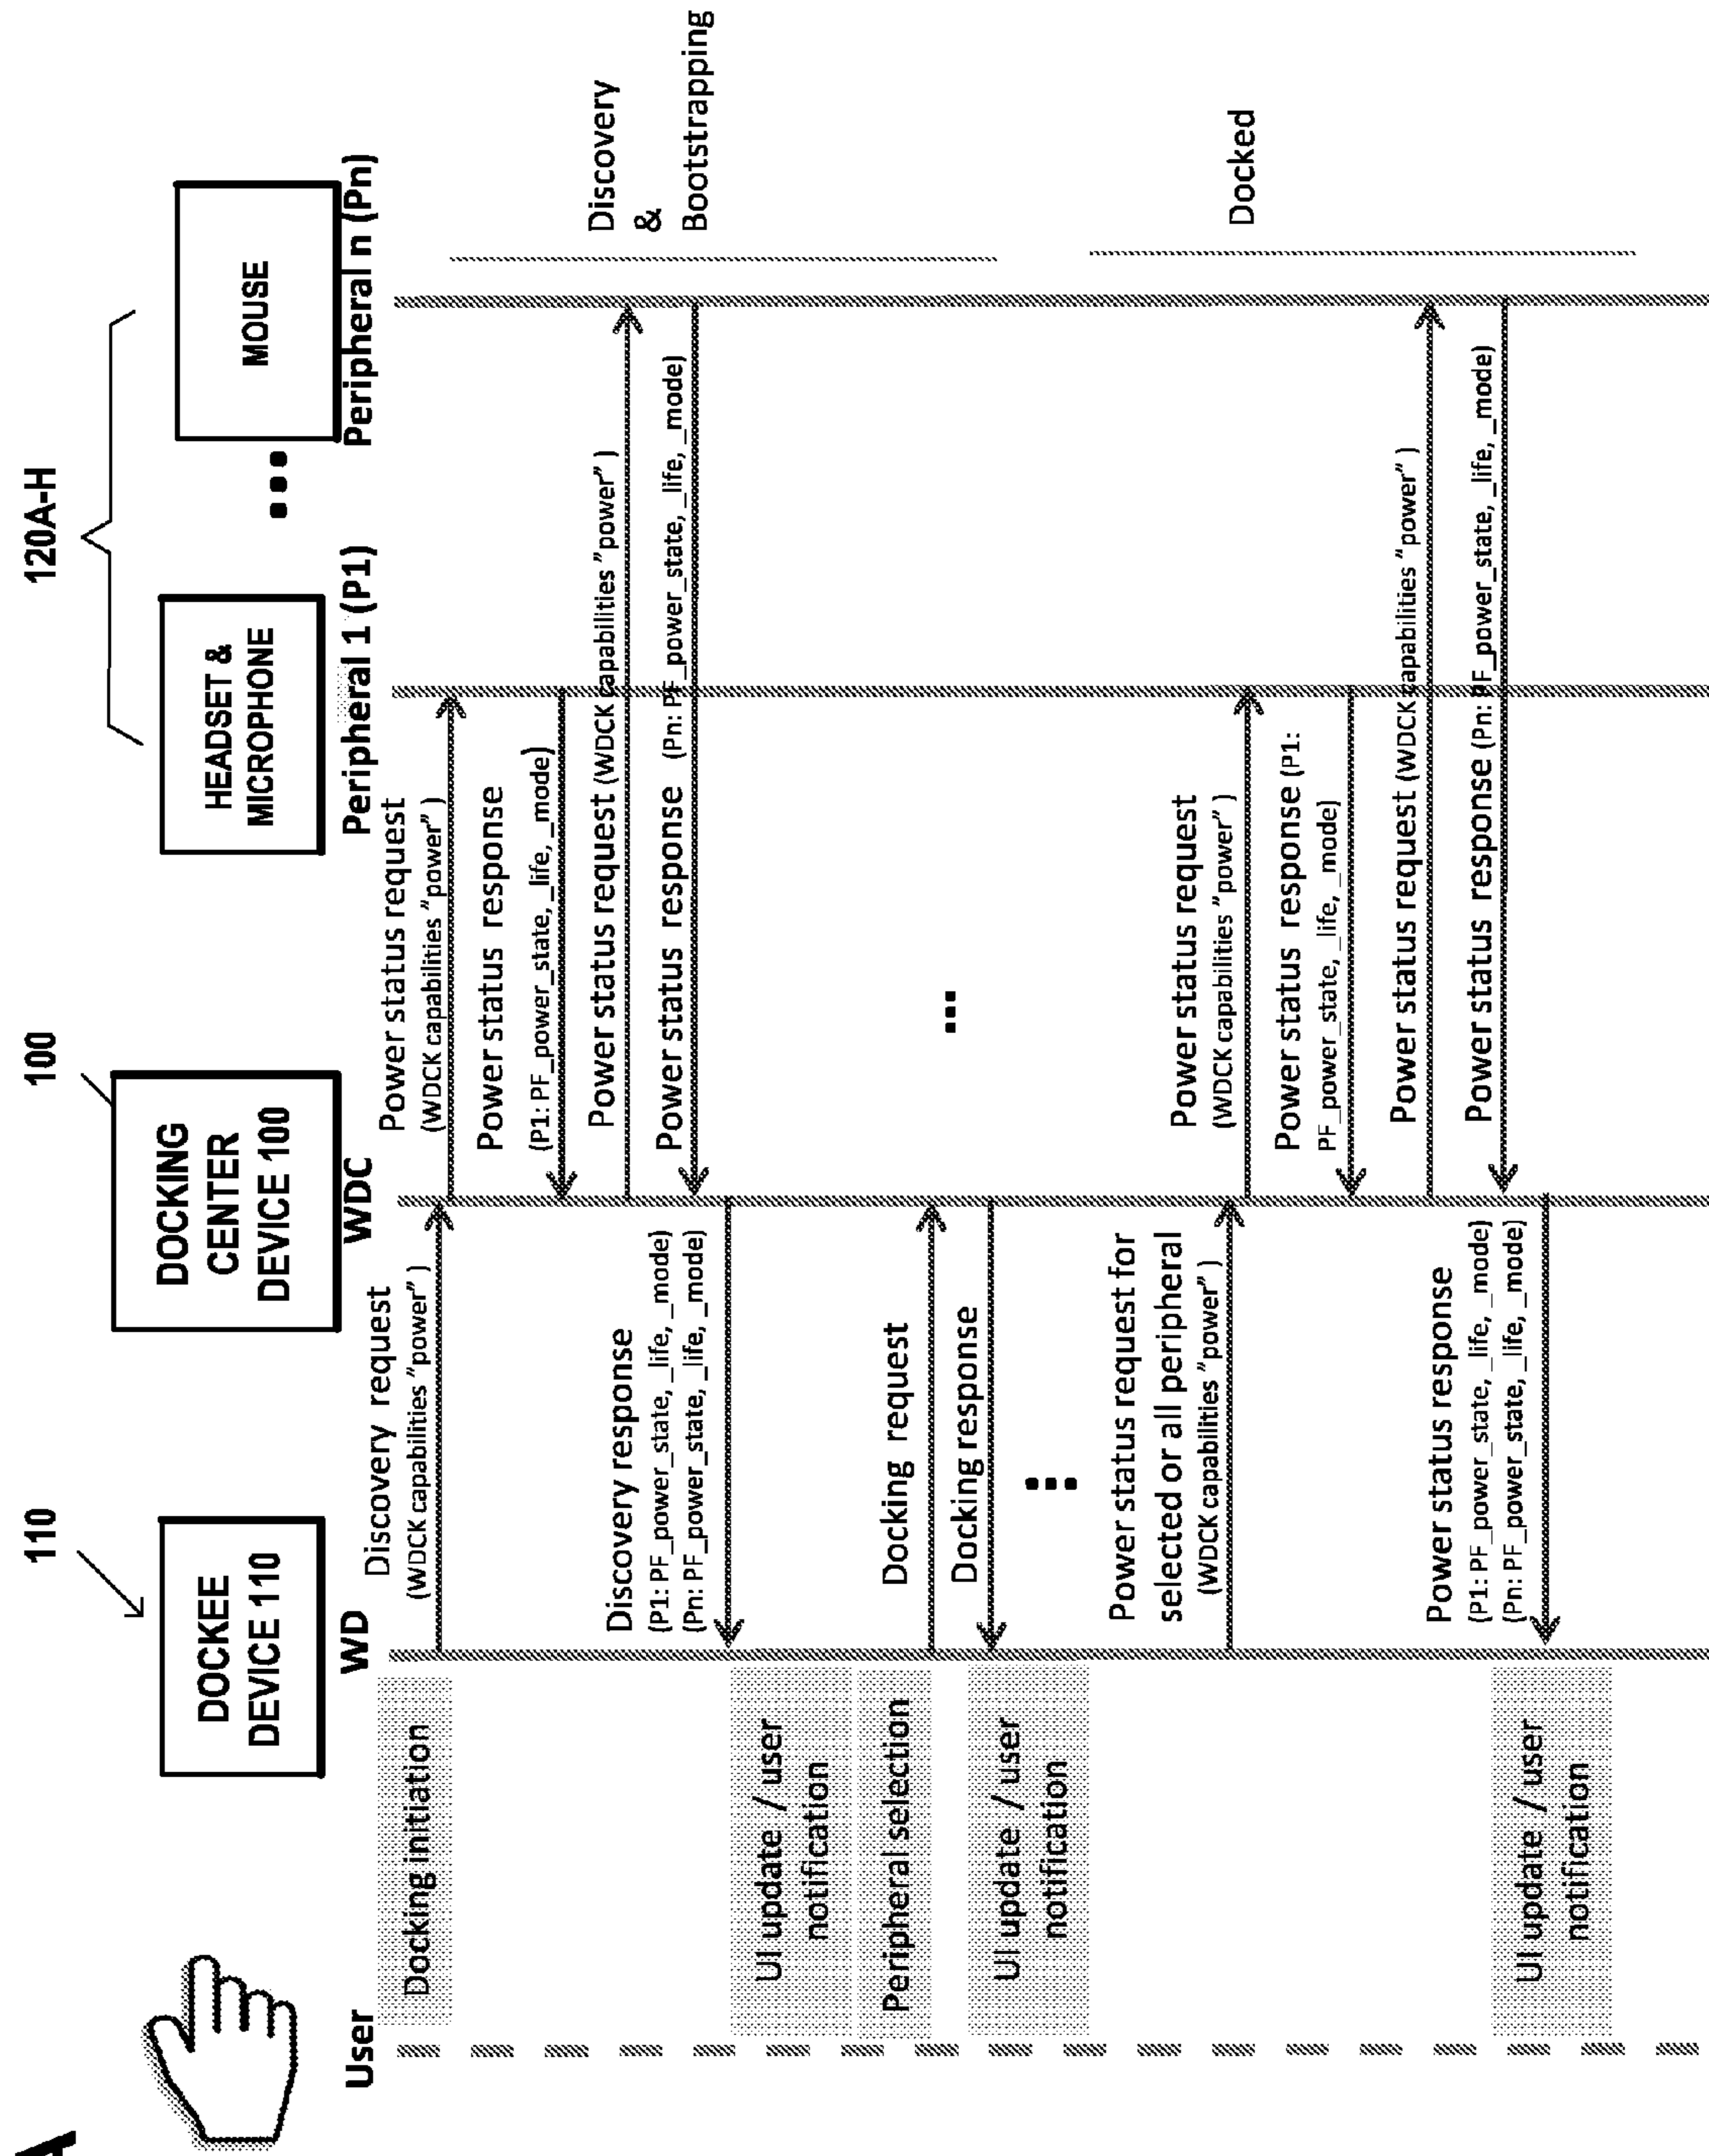 A
110
100
120A-H
DOCKEE
DEVICE 110
DOCKING
CENTER
DEVICE 100
HEADSET &
MICROPHONE
...
MOUSE
User
WD
WDC
Peripheral 1 (P1)
Peripheral n (Pn)
Docking initiation
Discovery request
(WDCK capabilities "power" )
Power status request
(WDCK capabilities "power" )
Power status response
(P1: PF_power_state, _life, _mode)
Power status request (WDCK capabilities "power" )
Power status response (Pn: PF_power_state, _life, _mode)
Discovery response
(P1: PF_power_state, _life, _mode)
(Pn: PF_power_state, _life, _mode)
Discovery
&
Bootstrapping
UI update / user
notification
Peripheral selection
Docking request
Docking response
UI update / user
notification
...
...
Power status request for
selected or all peripheral
(WDCK capabilities "power" )
Power status request
(WDCK capabilities "power" )
Power status response (P1:
PF_power_state, _life, _mode)
Power status request (WDCK capabilities "power" )
Power status response (Pn: PF_power_state, _life, _mode)
Docked
Power status response
(P1: PF_power_state, _life, _mode)
(Pn: PF_power_state, _life, _mode)
UI update / user
notification